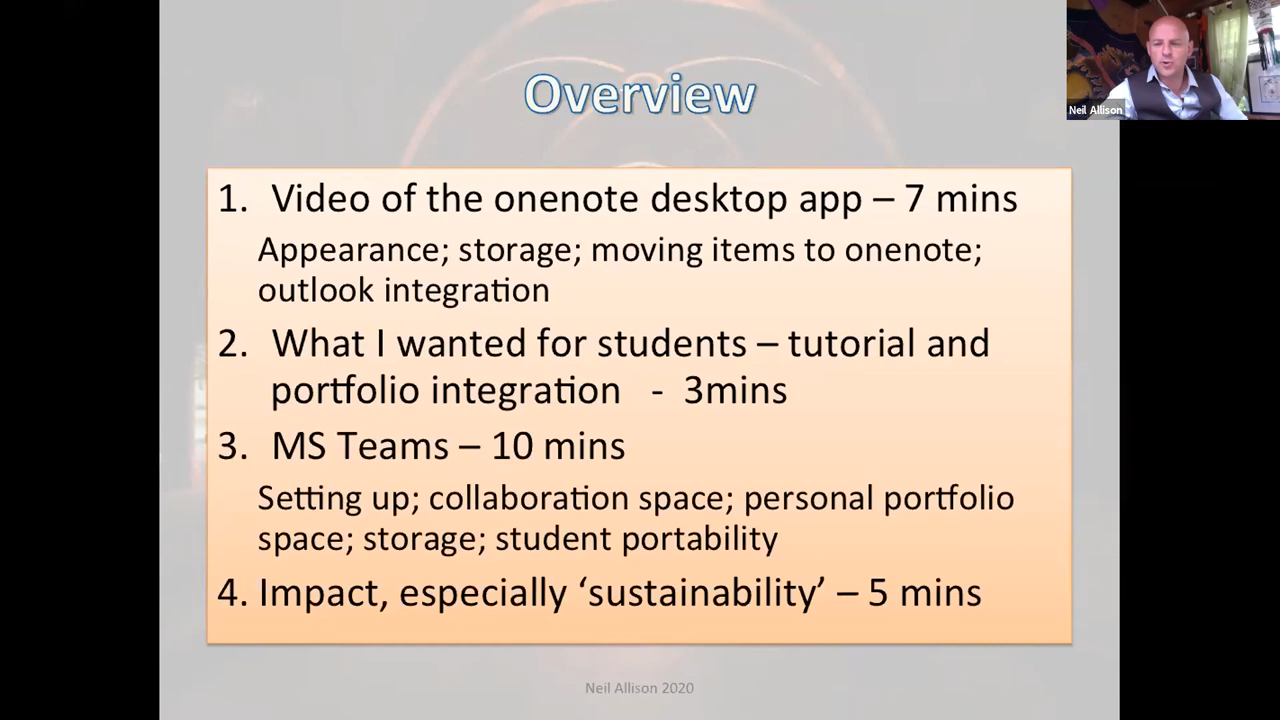 Overview
Neil Allison
1. Video of the onenote desktop app – 7 mins
Appearance; storage; moving items to onenote;
outlook integration
2. What I wanted for students – tutorial and
portfolio integration - 3mins
3. MS Teams – 10 mins
Setting up; collaboration space; personal portfolio
space; storage; student portability
4. Impact, especially ‘sustainability’ – 5 mins
Neil Allison 2020